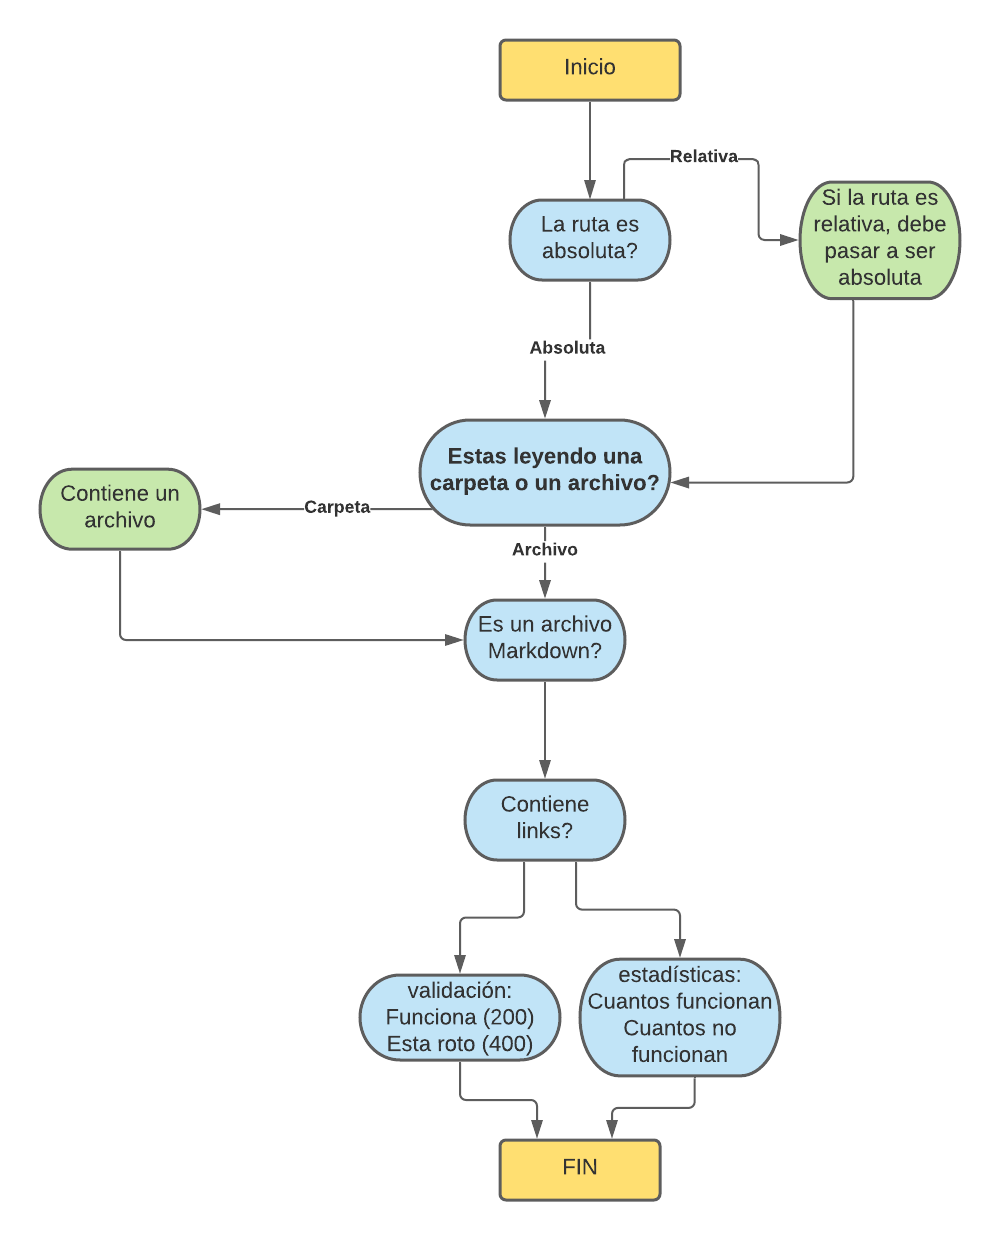 Inicio
Relativa
Si la ruta es
relativa, debe
pasar a ser
absoluta
La ruta es
absoluta?
Absoluta
Estas leyendo una
carpeta o un archivo?
Carpeta
Contiene un
archivo
Archivo
Es un archivo
Markdown?
Contiene
links?
validación:
Funciona (200)
Esta roto (400)
estadísticas:
Cuantos funcionan
Cuantos no
funcionan
FIN